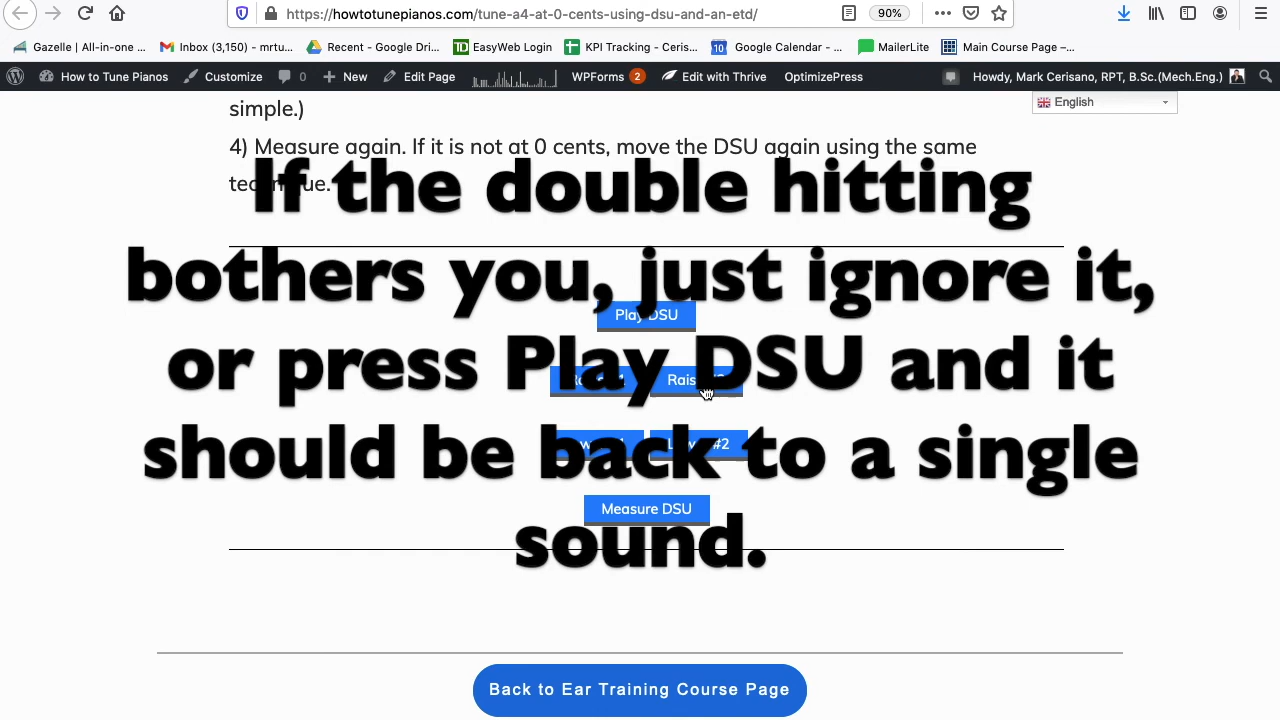 https://howtotunepianos.com/tune-a4-at-0-cents-using-dsu-and-an-etd/
90%
Gazelle | All-in-one ...
Inbox (3,150) - mrtu...
Recent - Google Dri...
EasyWeb Login
KPI Tracking - Ceris...
Google Calendar - ...
MailerLite
Main Course Page –...
How to Tune Pianos
Customize
0
New
Edit Page
WPForms 2
Edit with Thrive
OptimizePress
Howdy, Mark Cerisano, RPT, B.Sc.(Mech.Eng.)
English
simple.)
4) Measure again. If it is not at 0 cents, move the DSU again using the same
If the double hitting
bothers you, just ignore it,
Play DSU
or press Play DSU and it
should be back to a single
#2
Measure DSU
sound.
Back to Ear Training Course Page